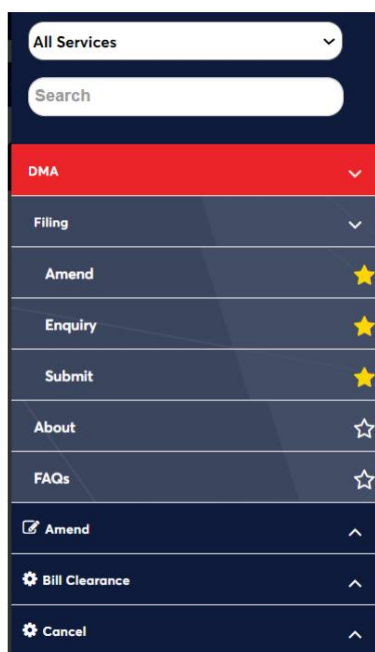 All Services
Search
DMA
Filing
Amend
Enquiry
Submit
About
FAQs
Amend
Bill Clearance
Cancel